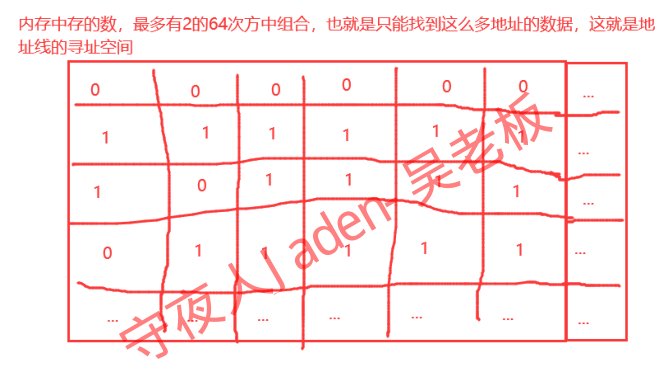 内存中存的数，最多有2的64次方中组合，也就是只能找到这么多地址的数据，这就是地
址线的寻址空间
0 0 0 0 0 0 ...
1 1 1 1 1 1 ...
1 0 1 1 1 1 ...
0 1 1 1 1 1 ...
... ... ... ... ... ... ...
守夜人Jaden-吴老板